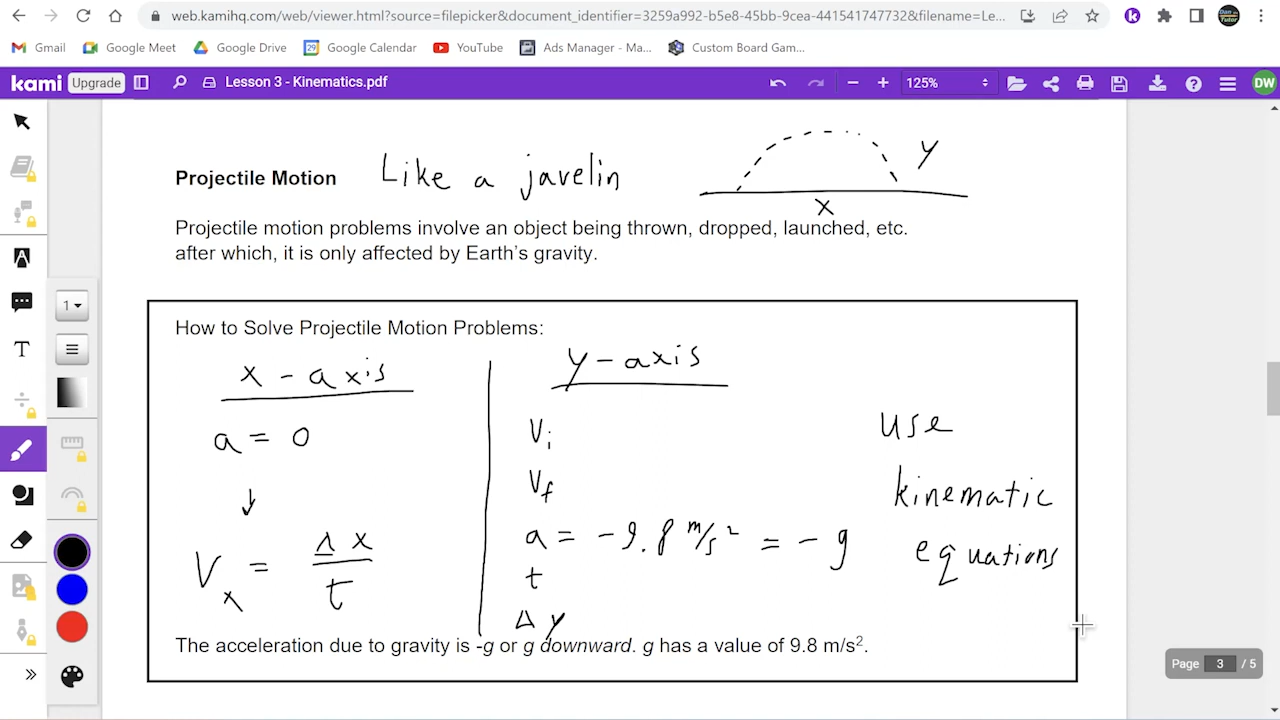 web.kamihq.com/web/viewer.html?source=filepicker&document_identifier=3259a992-b5e8-45bb-9cea-441541747732&filename=Le...
Gmail Google Meet Google Drive 29 Google Calendar YouTube Ads Manager - Ma... Custom Board Gam...
kami Upgrade Lesson 3 - Kinematics.pdf 125% DW
Projectile Motion Like a javelin
y
x
Projectile motion problems involve an object being thrown, dropped, launched, etc.
after which, it is only affected by Earth's gravity.
How to Solve Projectile Motion Problems:
x - axis
a = 0
↓
Vx = Δx/t
y - axis
Vi
Vf
a = -9.8 m/s² = -g
t
Δy
use
kinematic
equations
The acceleration due to gravity is -g or g downward. g has a value of 9.8 m/s².
1
T
Page 3 / 5